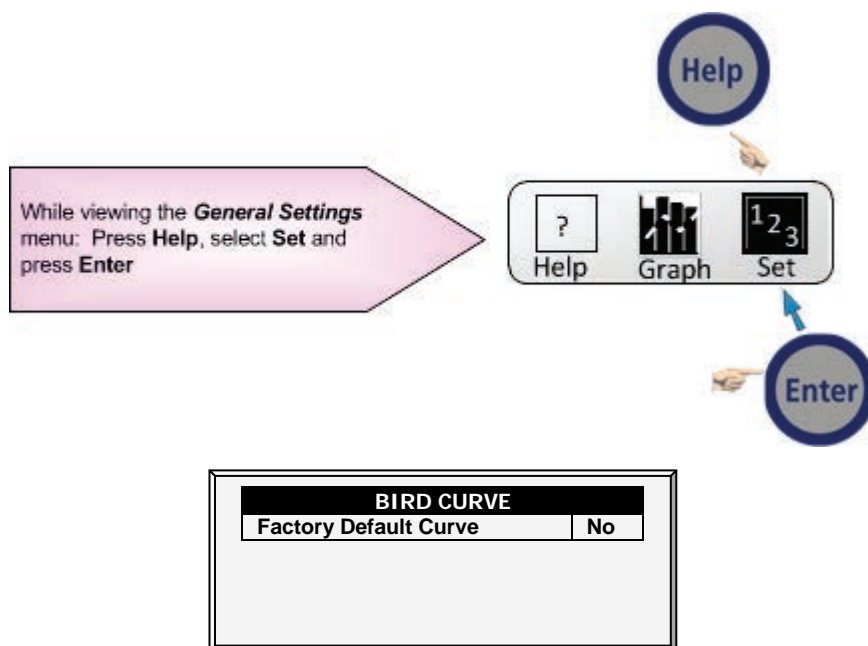 Help
While viewing the General Settings
menu: Press Help, select Set and
press Enter
?
1 2 3
Help Graph Set
Enter
BIRD CURVE
Factory Default Curve No